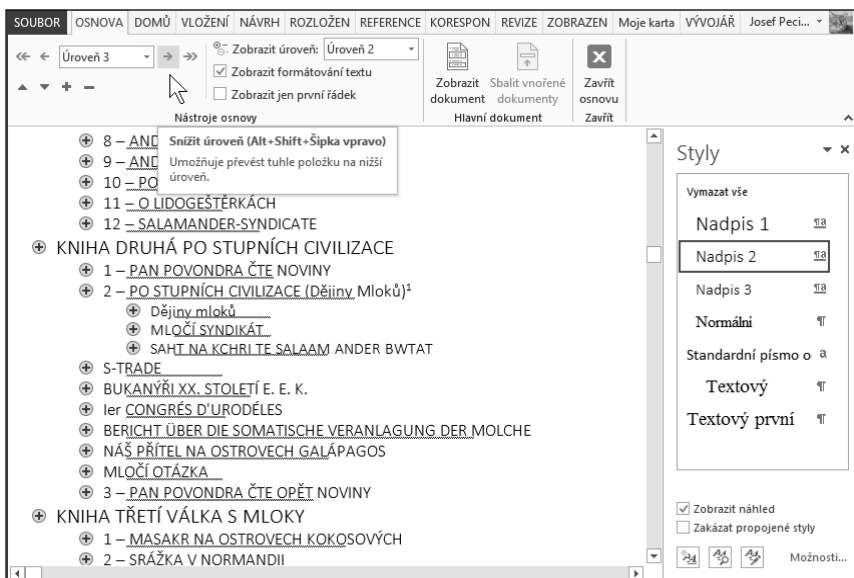 SOUBOR OSNOVA DOMŮ VLOŽENÍ NÁVRH ROZLOŽEN REFERENCE KORESPON REVIZE ZOBRAZEN Moje karta VÝVOJÁŘ Josef Peci...
Úroveň 3
Zobrazit úroveň: Úroveň 2
Zobrazit formátování textu
Zobrazit jen první řádek
Nástroje osnovy
Zobrazit dokument
Sbalit vnořené dokumenty
Hlavní dokument
Zavřít osnovu
Zavřít
Snížit úroveň (Alt+Shift+Šipka vpravo)
Umožňuje převést tuhle položku na nižší
úroveň.
8 – AND
9 – AND
10 – PO
11 – O LIDOGEŠTĚRKÁCH
12 – SALAMANDER-SYNDICATE
KNIHA DRUHÁ PO STUPNÍCH CIVILIZACE
1 – PAN POVONDRA ČTE NOVINY
2 – PO STUPNÍCH CIVILIZACE (Dějiny Mloků)¹
Dějiny mloků
MLOČÍ SYNDIKÁT
SAHT NA KCHRI TE SALAAM ANDER BWTAT
S-TRADE
BUKANÝŘI XX. STOLETÍ E. E. K.
Ier CONGRÉS D'URODÉLES
BERICHT ÜBER DIE SOMATISCHE VERANLAGUNG DER MOLCHE
NÁŠ PŘÍTEL NA OSTROVECH GALÁPAGOS
MLOČÍ OTÁZKA
3 – PAN POVONDRA ČTE OPĚT NOVINY
KNIHA TŘETÍ VÁLKA S MLOKY
1 – MASAKR NA OSTROVECH KOKOSOVÝCH
2 – SRÁŽKA V NORMANDII
Styly
Vymazat vše
Nadpis 1 ¶a
Nadpis 2 ¶a
Nadpis 3 ¶a
Normální ¶
Standardní písmo o a
Textový ¶
Textový první ¶
Zobrazit náhled
Zakázat propojené styly
Možnosti...